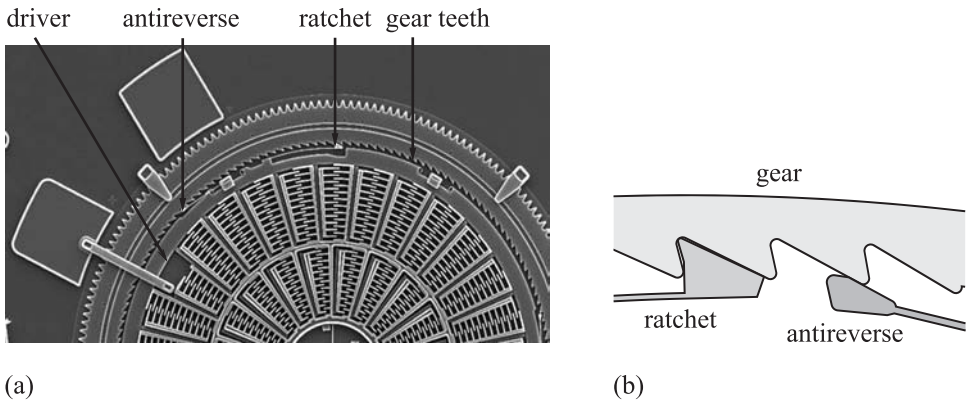 driver antireverse ratchet gear teeth
gear
ratchet
antireverse
(a)
(b)